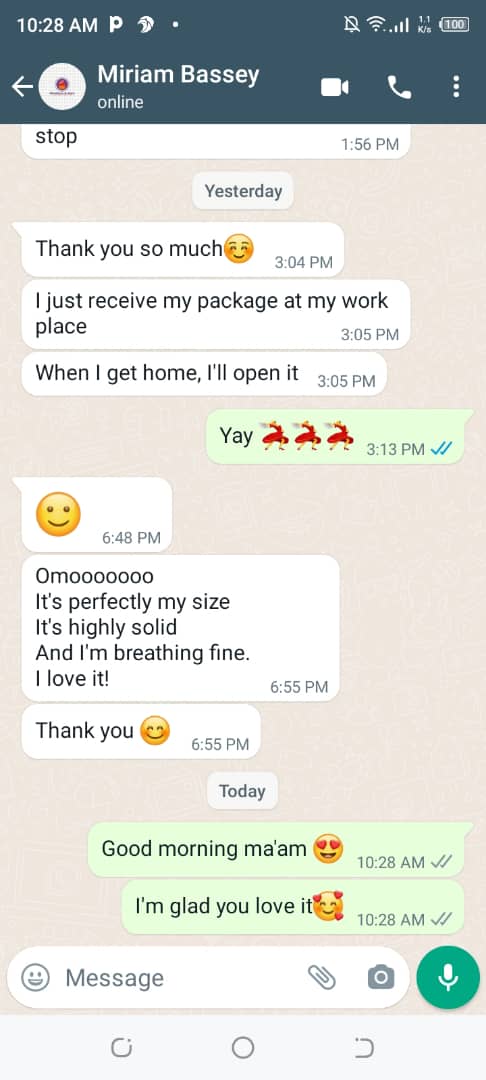 10:28 AM
1.1
K/s
100
Miriam Bassey
online
stop
1:56 PM
Yesterday
Thank you so much☺️
3:04 PM
I just receive my package at my work
place
3:05 PM
When I get home, I'll open it
3:05 PM
Yay 💃💃💃
3:13 PM
🙂
6:48 PM
Omooooooo
It's perfectly my size
It's highly solid
And I'm breathing fine.
I love it!
6:55 PM
Thank you 😊
6:55 PM
Today
Good morning ma'am 😍
10:28 AM
I'm glad you love it🥰
10:28 AM
Message